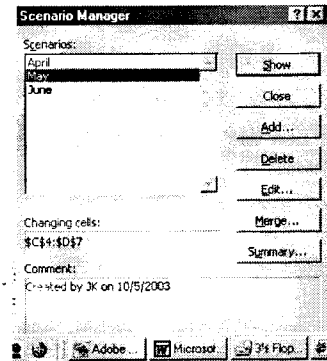 Scenario Manager
Scenarios:
April
May
June
Show
Close
Add...
Delete
Edit...
Merge...
Summary...
Changing cells:
$C$4:$D$7
Comment:
Created by JK on 10/5/2003
Adobe... Microsof... 3½ Flop...